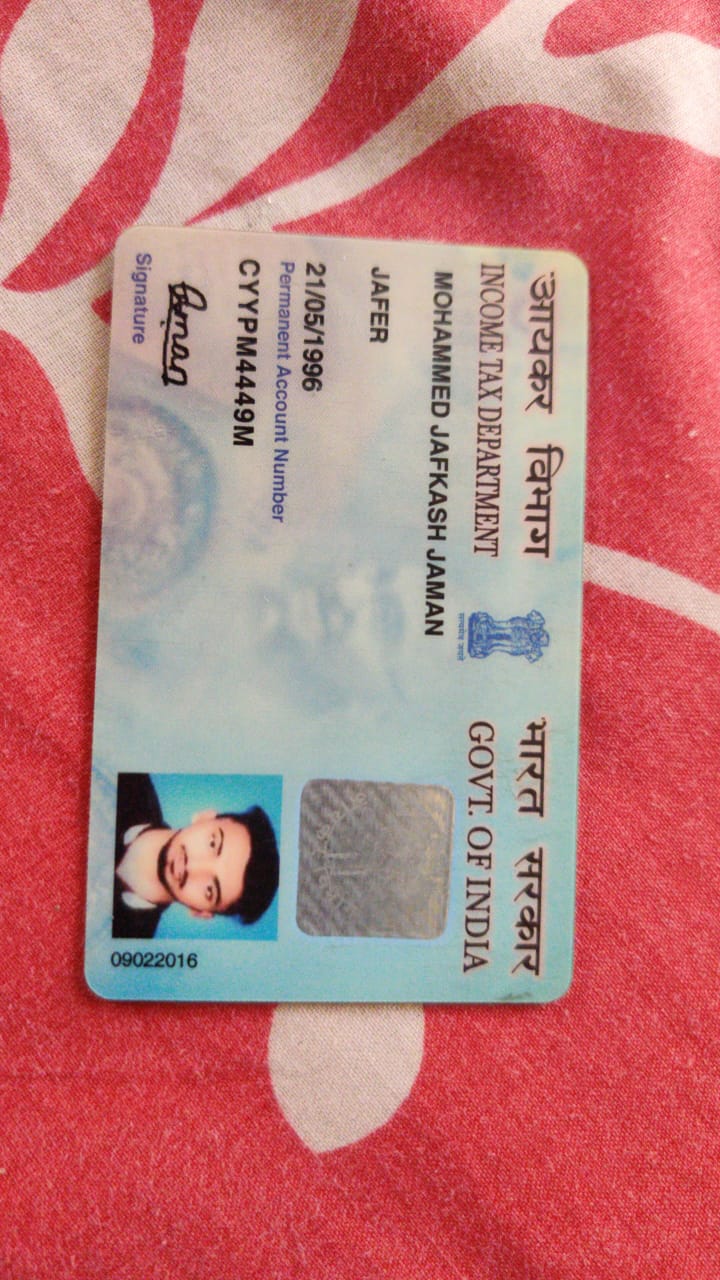 आयकर विभाग
INCOME TAX DEPARTMENT
भारत सरकार
GOVT. OF INDIA
सत्यमेव जयते
MOHAMMED JAFKASH JAMAN
JAFER
21/05/1996
Permanent Account Number
CYYPM4449M
Signature
09022016